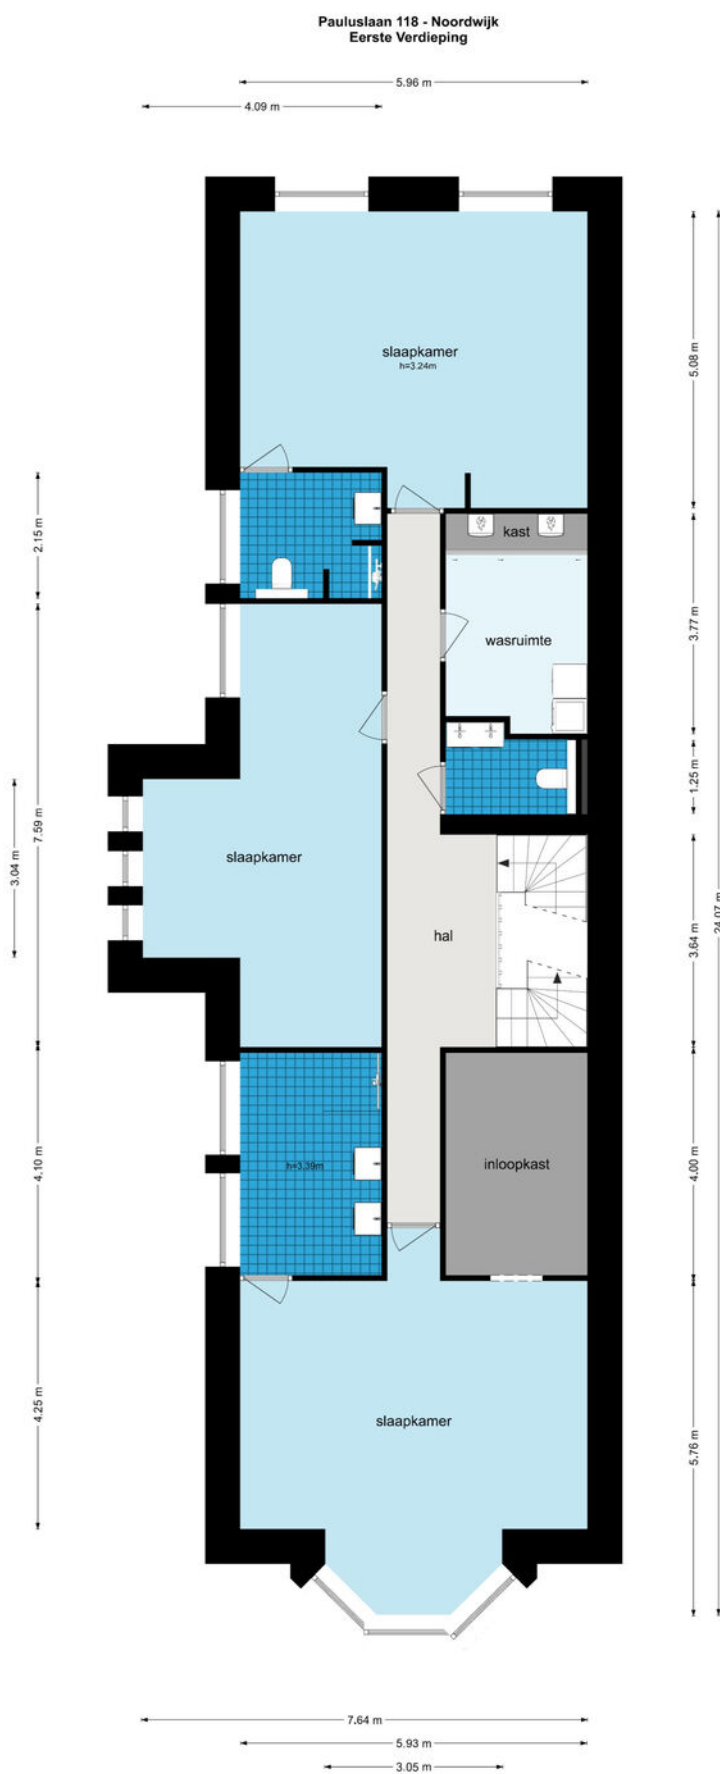 Pauluslaan 118 - Noordwijk
Eerste Verdieping
5.96 m
4.09 m
slaapkamer
h=3.24m
5.08 m
2.15 m
kast
wasruimte
3.77 m
1.25 m
7.59 m
3.04 m
slaapkamer
hal
3.64 m
24.07 m
4.10 m
h=3.39m
inloopkast
4.00 m
4.25 m
slaapkamer
5.76 m
7.64 m
5.93 m
3.05 m